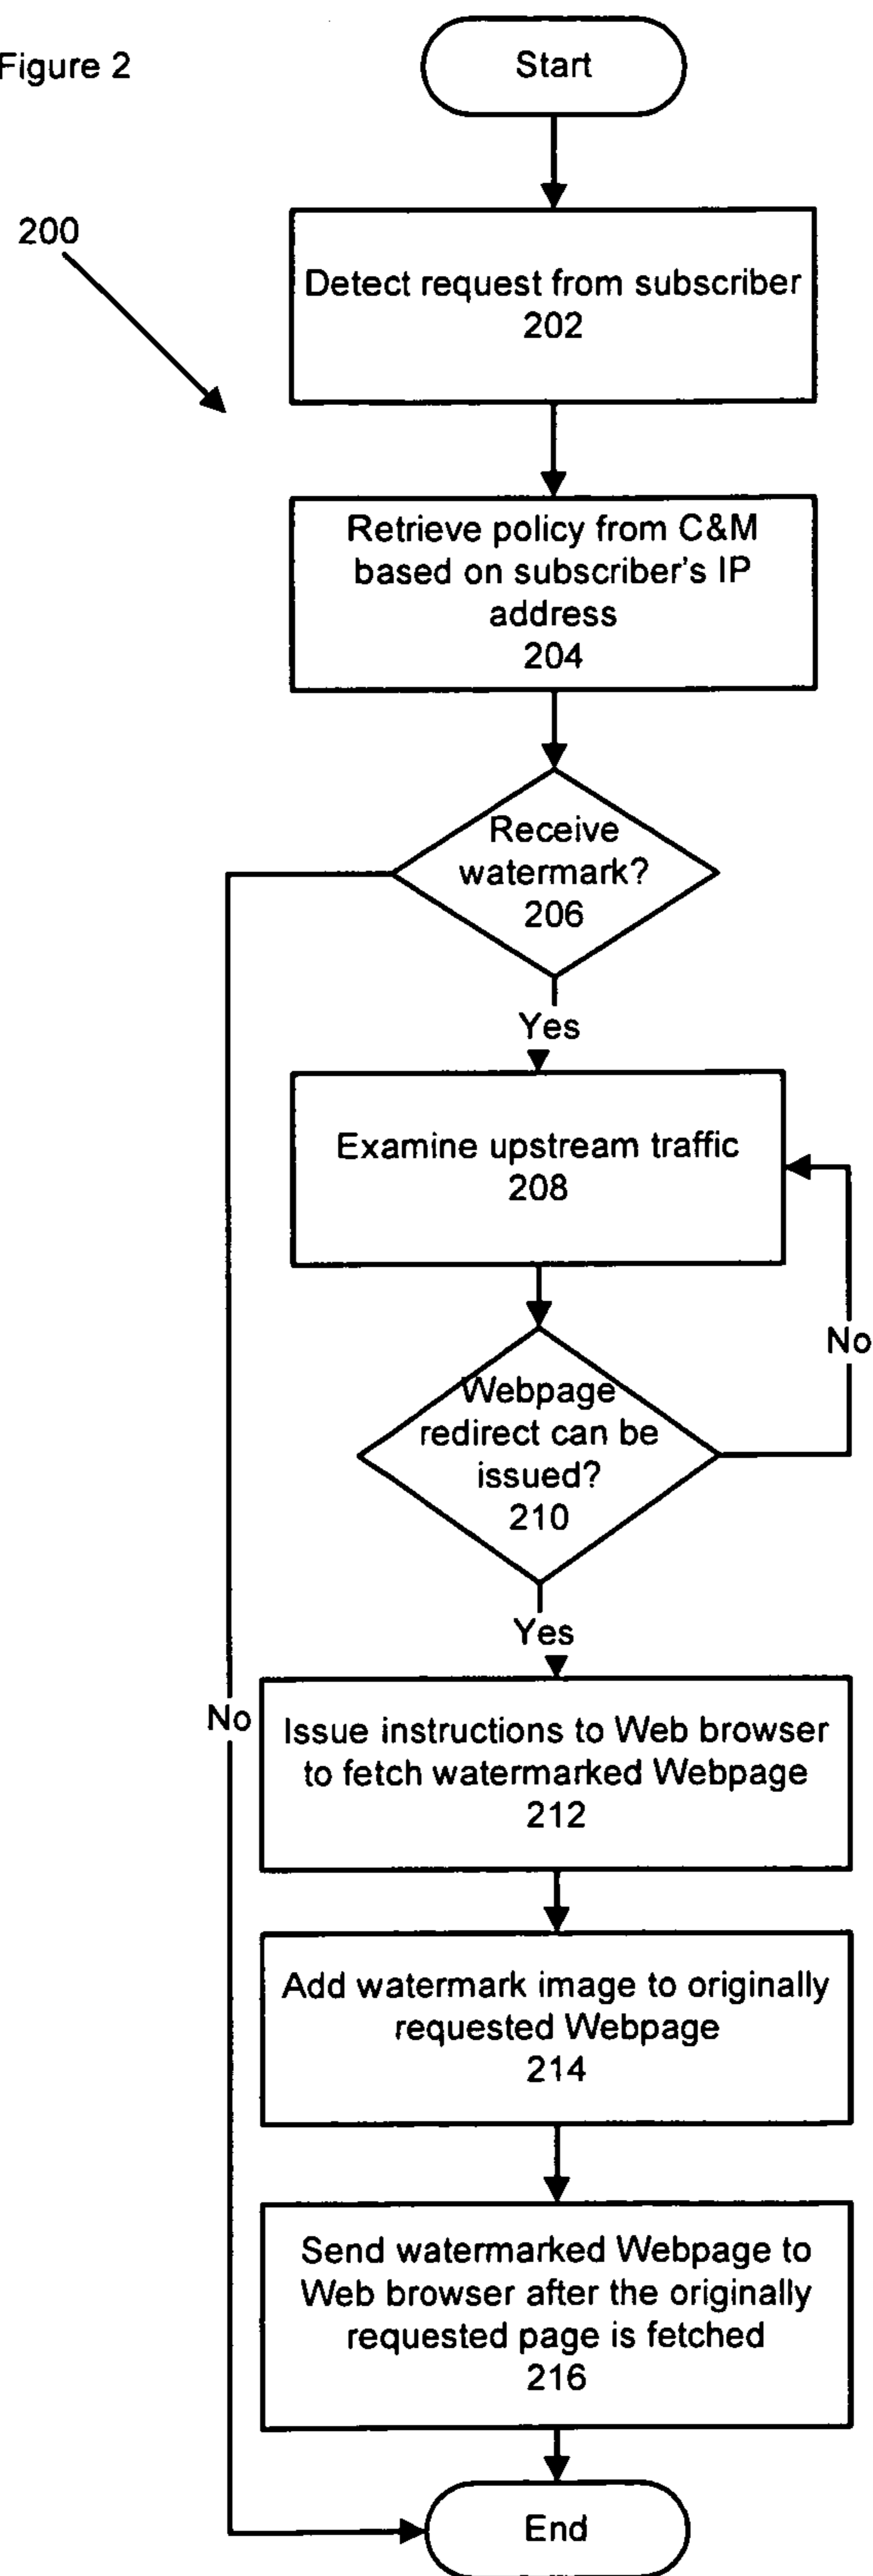 Figure 2
Start
200
Detect request from subscriber
202
Retrieve policy from C&M
based on subscriber's IP
address
204
Receive
watermark?
206
Yes
Examine upstream traffic
208
No
Webpage
redirect can be
issued?
210
Yes
No
Issue instructions to Web browser
to fetch watermarked Webpage
212
Add watermark image to originally
requested Webpage
214
Send watermarked Webpage to
Web browser after the originally
requested page is fetched
216
End